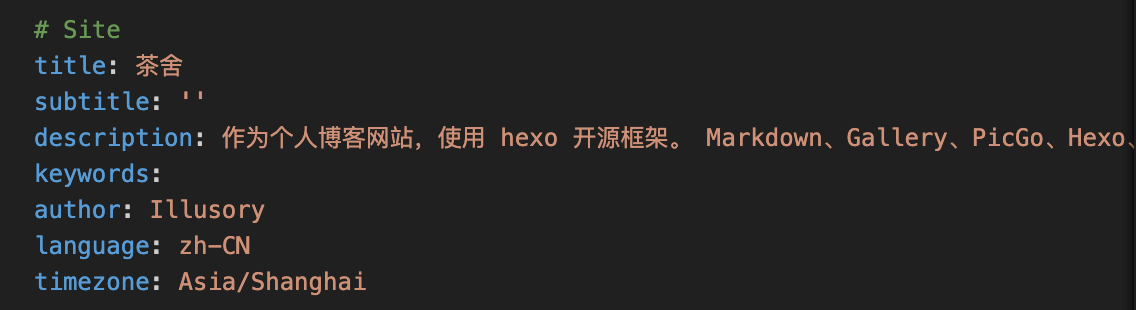 # Site
title: 茶舍
subtitle: ''
description: 作为个人博客网站，使用 hexo 开源框架。 Markdown、Gallery、PicGo、Hexo、
keywords:
author: Illusory
language: zh-CN
timezone: Asia/Shanghai